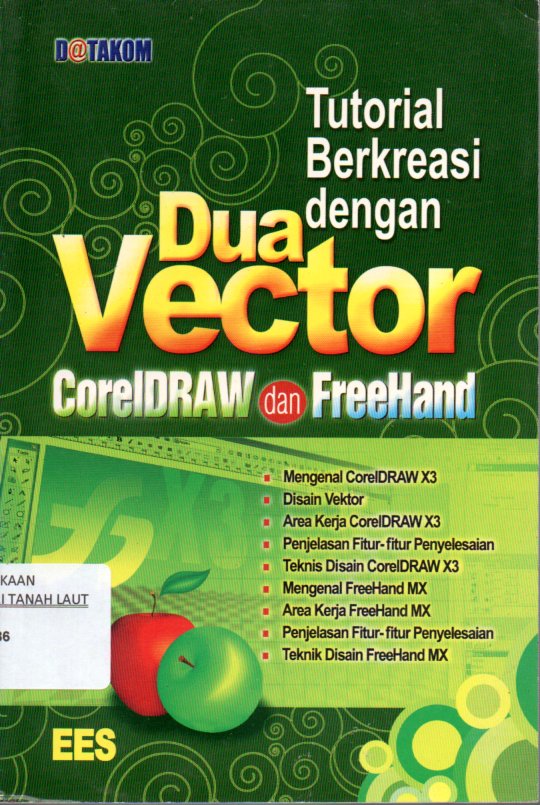 D@TAKOM
Tutorial
Berkreasi
dengan
Dua
Vector
CorelDRAW dan FreeHand
Mengenal CorelDRAW X3
Disain Vektor
Area Kerja CorelDRAW X3
Penjelasan Fitur-fitur Penyelesaian
Teknis Disain CorelDRAW X3
Mengenal FreeHand MX
Area Kerja FreeHand MX
Penjelasan Fitur-fitur Penyelesaian
Teknik Disain FreeHand MX
KAAN
I TANAH LAUT
36
EES